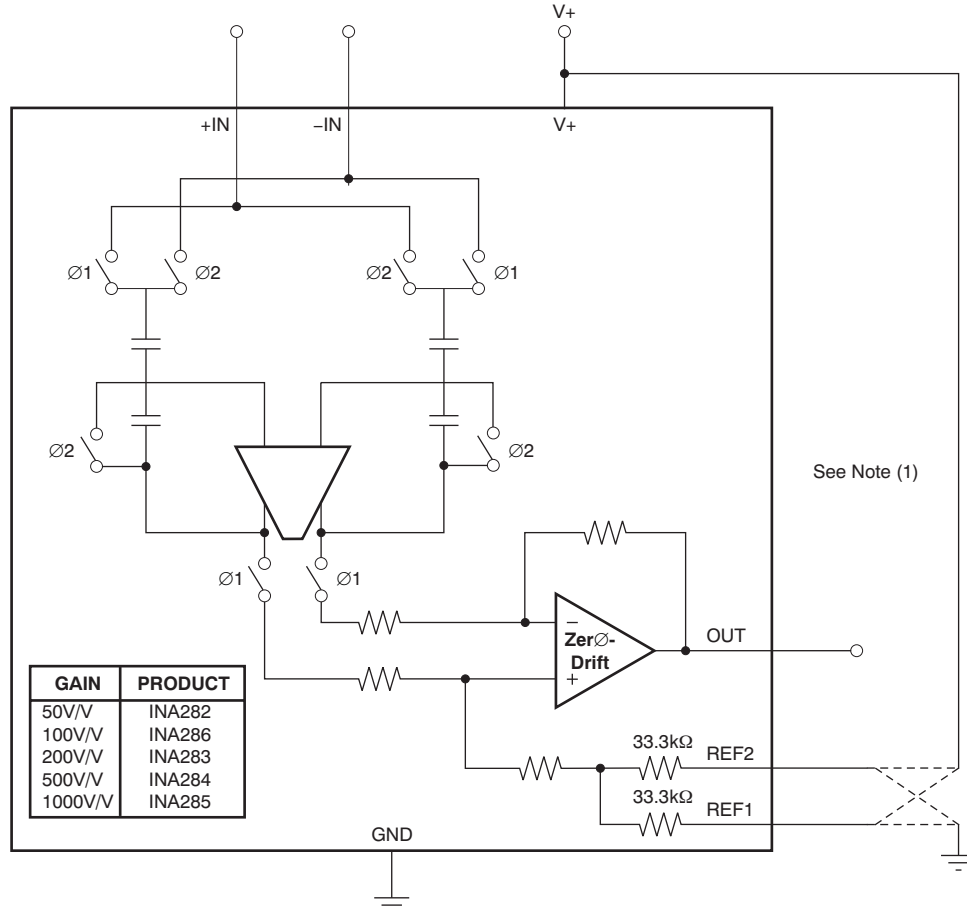 V+
+IN
−IN
V+
Ø1
Ø2
Ø2
Ø1
Ø2
Ø2
See Note (1)
Ø1
Ø1
−
ZerØ-
Drift
+
OUT
GAIN PRODUCT
50V/V INA282
100V/V INA286
200V/V INA283
500V/V INA284
1000V/V INA285
33.3kΩ
REF2
33.3kΩ
REF1
GND